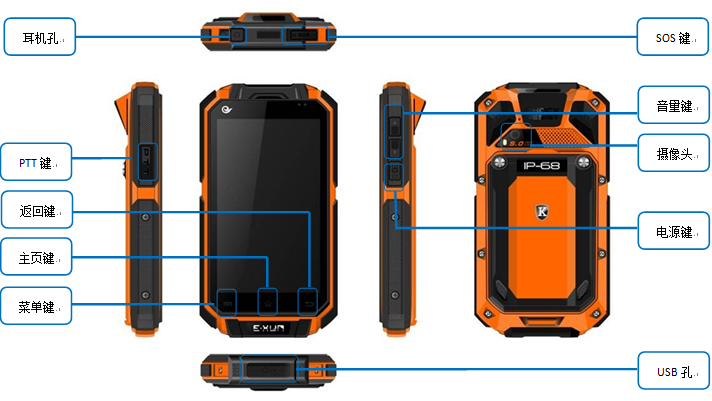 耳机孔
SOS 键
音量键
摄像头
PTT 键
返回键
主页键
菜单键
电源键
USB 孔
IP-68
K
E-XUN